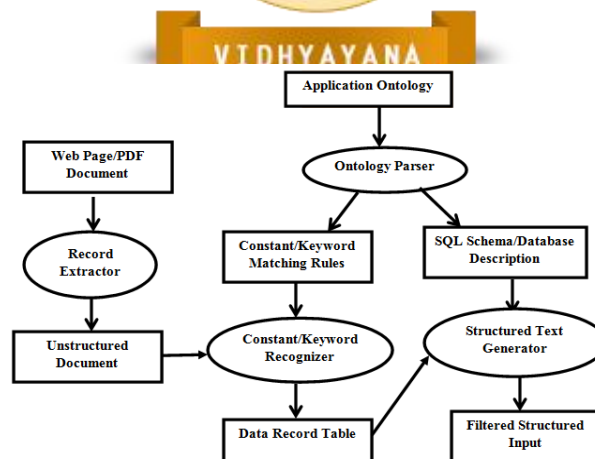 VIDHYAYANA
Application Ontology
Web Page/PDF
Document
Ontology Parser
Record
Extractor
Constant/Keyword
Matching Rules
SQL Schema/Database
Description
Unstructured
Document
Constant/Keyword
Recognizer
Structured Text
Generator
Data Record Table
Filtered Structured
Input